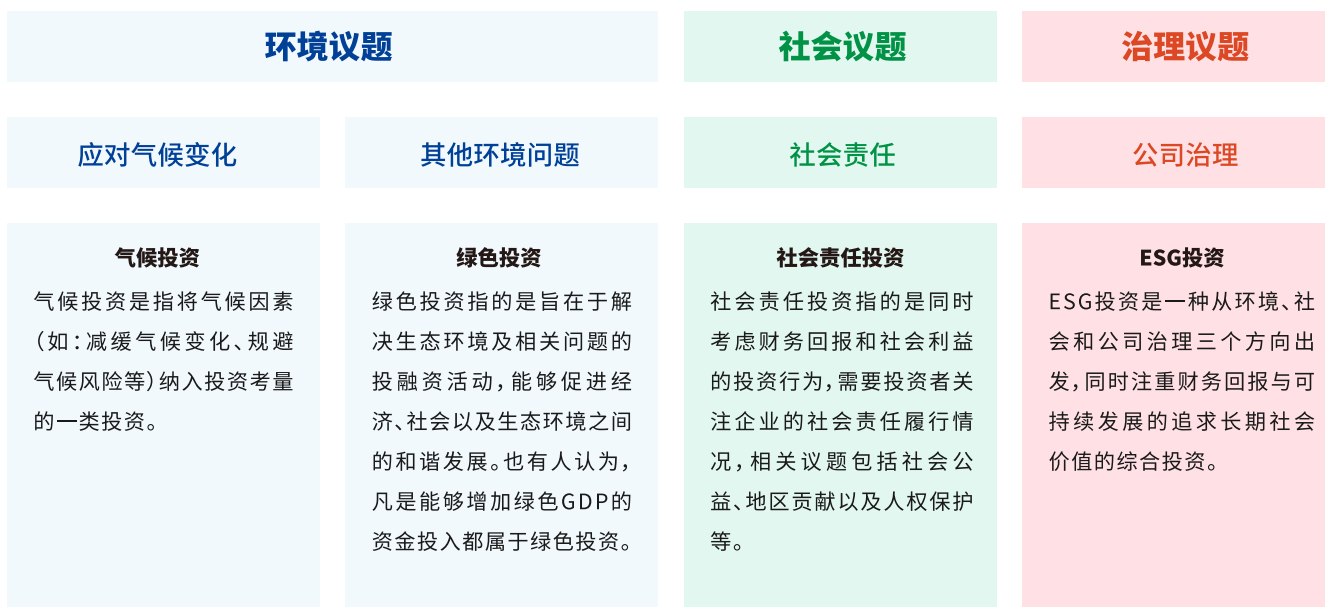 环境议题
社会议题
治理议题
应对气候变化
其他环境问题
社会责任
公司治理
气候投资
气候投资是指将气候因素
（如：减缓气候变化、规避
气候风险等）纳入投资考量
的一类投资。
绿色投资
绿色投资指的是旨在于解
决生态环境及相关问题的
投融资活动，能够促进经
济、社会以及生态环境之间
的和谐发展。也有人认为，
凡是能够增加绿色GDP的
资金投入都属于绿色投资。
社会责任投资
社会责任投资指的是同时
考虑财务回报和社会利益
的投资行为，需要投资者关
注企业的社会责任履行情
况，相关议题包括社会公
益、地区贡献以及人权保护
等。
ESG投资
ESG投资是一种从环境、社
会和公司治理三个方向出
发，同时注重财务回报与可
持续发展的追求长期社会
价值的综合投资。